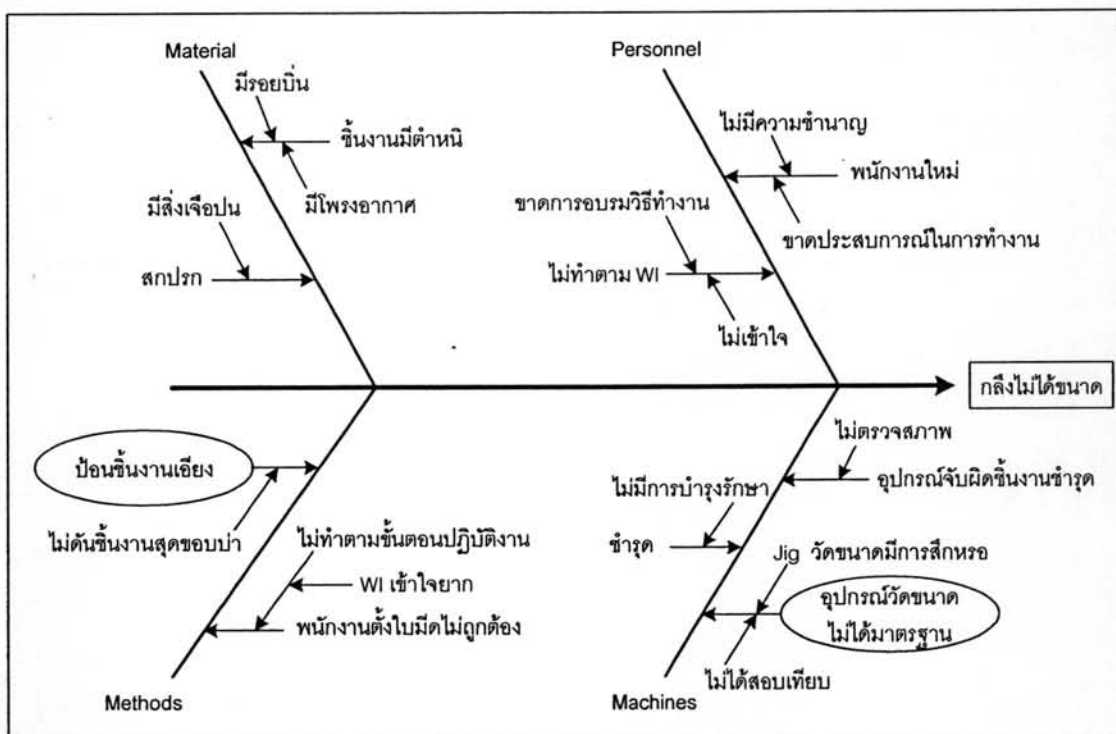 Material
มีรอยบิ่น
ชิ้นงานมีตำหนิ
มีโพรงอากาศ
มีสิ่งเจือปน
สกปรก
Personnel
ไม่มีความชำนาญ
พนักงานใหม่
ขาดประสบการณ์ในการทำงาน
ขาดการอบรมวิธีทำงาน
ไม่ทำตาม WI
ไม่เข้าใจ
กลึงไม่ได้ขนาด
ป้อนชิ้นงานเอียง
ไม่ดันชิ้นงานสุดขอบบ่า
ไม่ทำตามขั้นตอนปฏิบัติงาน
WI เข้าใจยาก
พนักงานตั้งใบมีดไม่ถูกต้อง
Methods
ไม่ตรวจสภาพ
อุปกรณ์จับผิดชิ้นงานชำรุด
ไม่มีการบำรุงรักษา
ชำรุด
Jig วัดขนาดมีการสึกหรอ
อุปกรณ์วัดขนาด
ไม่ได้มาตรฐาน
ไม่ได้สอบเทียบ
Machines